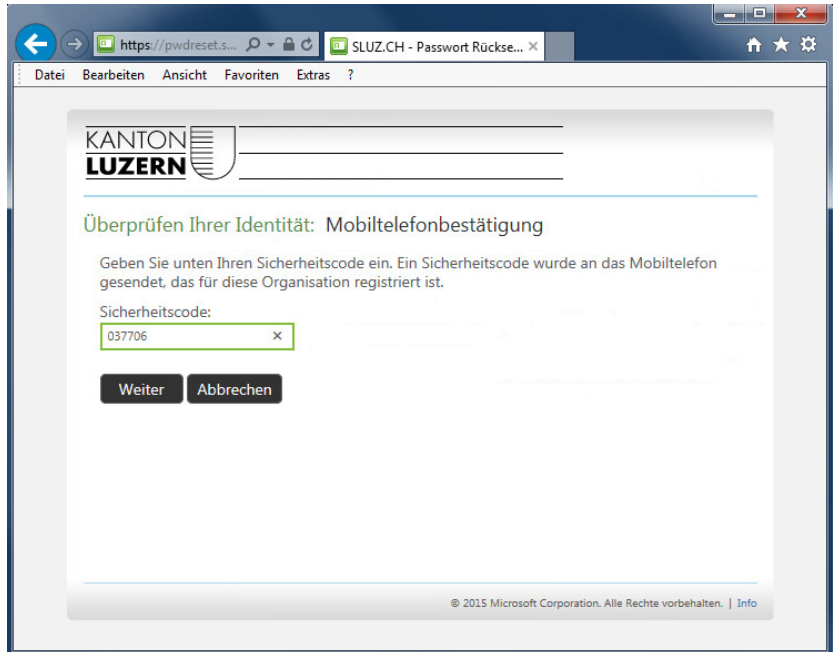 https://pwdreset.s...
SLUZ.CH - Passwort Rückse...
Datei Bearbeiten Ansicht Favoriten Extras ?
KANTON
LUZERN
Überprüfen Ihrer Identität: Mobiltelefonbestätigung
Geben Sie unten Ihren Sicherheitscode ein. Ein Sicherheitscode wurde an das Mobiltelefon
gesendet, das für diese Organisation registriert ist.
Sicherheitscode:
037706
Weiter Abbrechen
© 2015 Microsoft Corporation. Alle Rechte vorbehalten. | Info